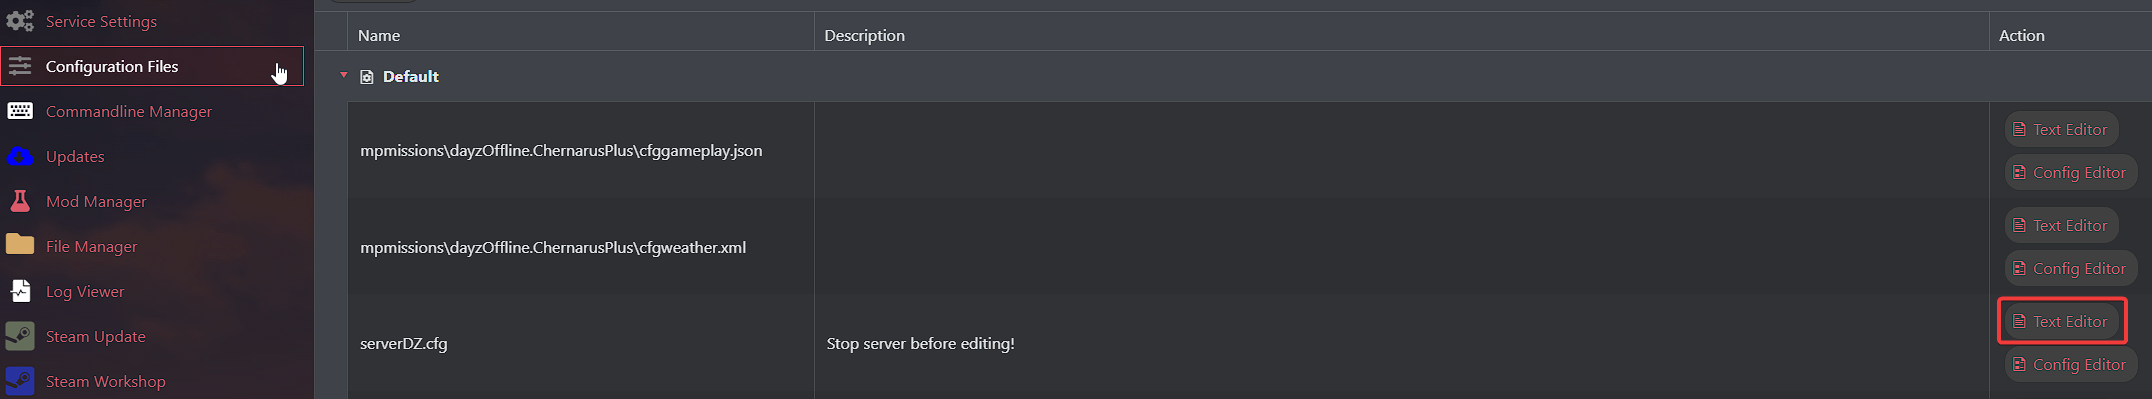 Service Settings
Configuration Files
Commandline Manager
Updates
Mod Manager
File Manager
Log Viewer
Steam Update
Steam Workshop
Name Description Action
Default
mpmissions\dayzOffline.ChernarusPlus\cfggameplay.json
Text Editor
Config Editor
mpmissions\dayzOffline.ChernarusPlus\cfgweather.xml
Text Editor
Config Editor
serverDZ.cfg Stop server before editing!
Text Editor
Config Editor